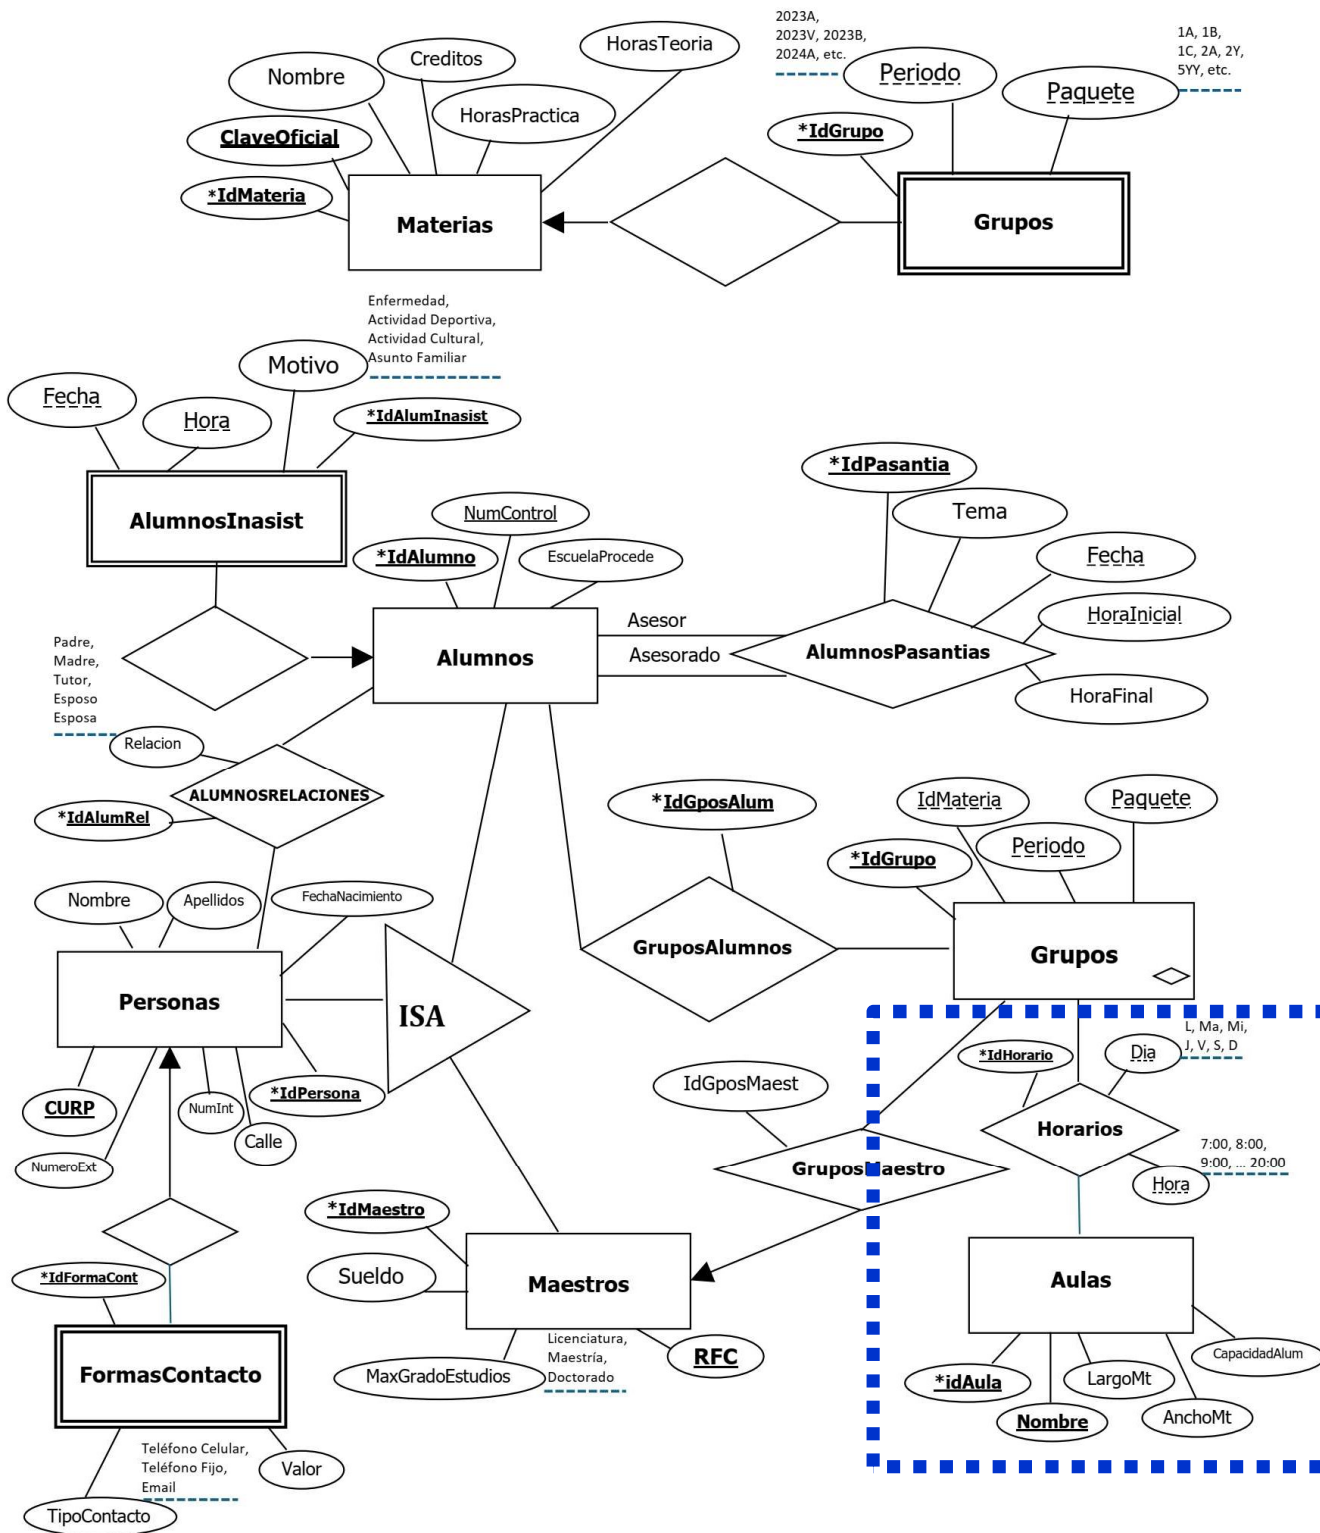 2023A,
2023V, 2023B,
2024A, etc.
1A, 1B,
1C, 2A, 2Y,
5YY, etc.
HorasTeoria
Creditos
Nombre
Periodo
Paquete
HorasPractica
ClaveOficial
*IdGrupo
*IdMateria
Materias
Grupos
Enfermedad,
Actividad Deportiva,
Actividad Cultural,
Asunto Familiar
Motivo
Fecha
Hora
*IdAlumInasist
AlumnosInasist
*IdPasantia
NumControl
Tema
*IdAlumno
EscuelaProcede
Fecha
HoraInicial
Asesor
Asesorado
Alumnos
AlumnosPasantias
HoraFinal
Padre,
Madre,
Tutor,
Esposo
Esposa
Relacion
ALUMNOSRELACIONES
*IdAlumRel
*IdGposAlum
IdMateria
Paquete
Periodo
*IdGrupo
Nombre
Apellidos
FechaNacimiento
GruposAlumnos
Grupos
Personas
ISA
L, Ma, Mi,
J, V, S, D
*IdHorario
Dia
IdGposMaest
*IdPersona
CURP
NumInt
Calle
NumeroExt
Horarios
7:00, 8:00,
9:00, ... 20:00
GruposMaestro
Hora
*IdMaestro
*IdFormaCont
Sueldo
Maestros
Aulas
Licenciatura,
Maestría,
Doctorado
RFC
MaxGradoEstudios
FormasContacto
CapacidadAlum
LargoMt
*idAula
Nombre
AnchoMt
Teléfono Celular,
Teléfono Fijo,
Email
Valor
TipoContacto